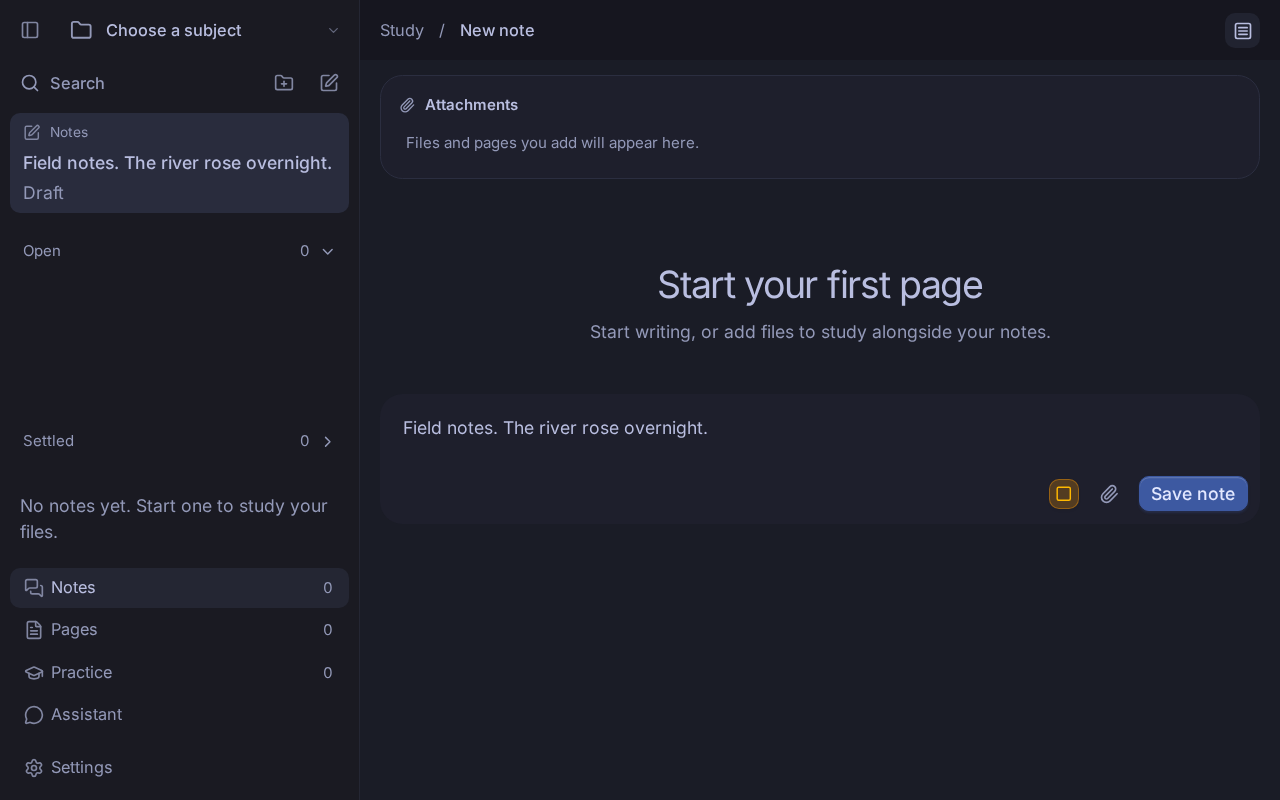 Choose a subject
Search
Notes
Field notes. The river rose overnight.
Draft
Open 0
Settled 0
No notes yet. Start one to study your
files.
Notes 0
Pages 0
Practice 0
Assistant
Settings
Study / New note
Attachments
Files and pages you add will appear here.
Start your first page
Start writing, or add files to study alongside your notes.
Field notes. The river rose overnight.
Save note